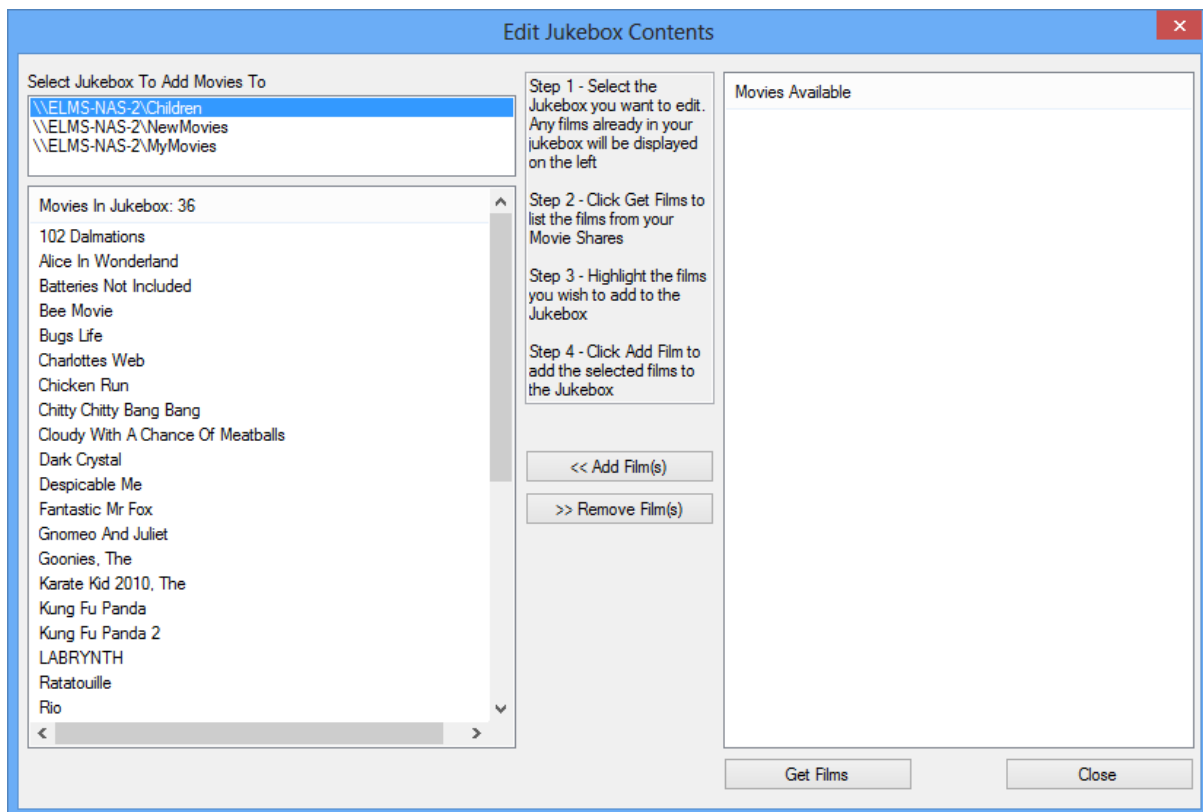 Edit Jukebox Contents
Select Jukebox To Add Movies To
\\ELMS-NAS-2\Children
\\ELMS-NAS-2\NewMovies
\\ELMS-NAS-2\MyMovies
Movies In Jukebox: 36
102 Dalmations
Alice In Wonderland
Batteries Not Included
Bee Movie
Bugs Life
Charlottes Web
Chicken Run
Chitty Chitty Bang Bang
Cloudy With A Chance Of Meatballs
Dark Crystal
Despicable Me
Fantastic Mr Fox
Gnomeo And Juliet
Goonies, The
Karate Kid 2010, The
Kung Fu Panda
Kung Fu Panda 2
LABRYNTH
Ratatouille
Rio
Step 1 - Select the
Jukebox you want to edit.
Any films already in your
jukebox will be displayed
on the left
Step 2 - Click Get Films to
list the films from your
Movie Shares
Step 3 - Highlight the films
you wish to add to the
Jukebox
Step 4 - Click Add Film to
add the selected films to
the Jukebox
<< Add Film(s)
>> Remove Film(s)
Movies Available
Get Films
Close